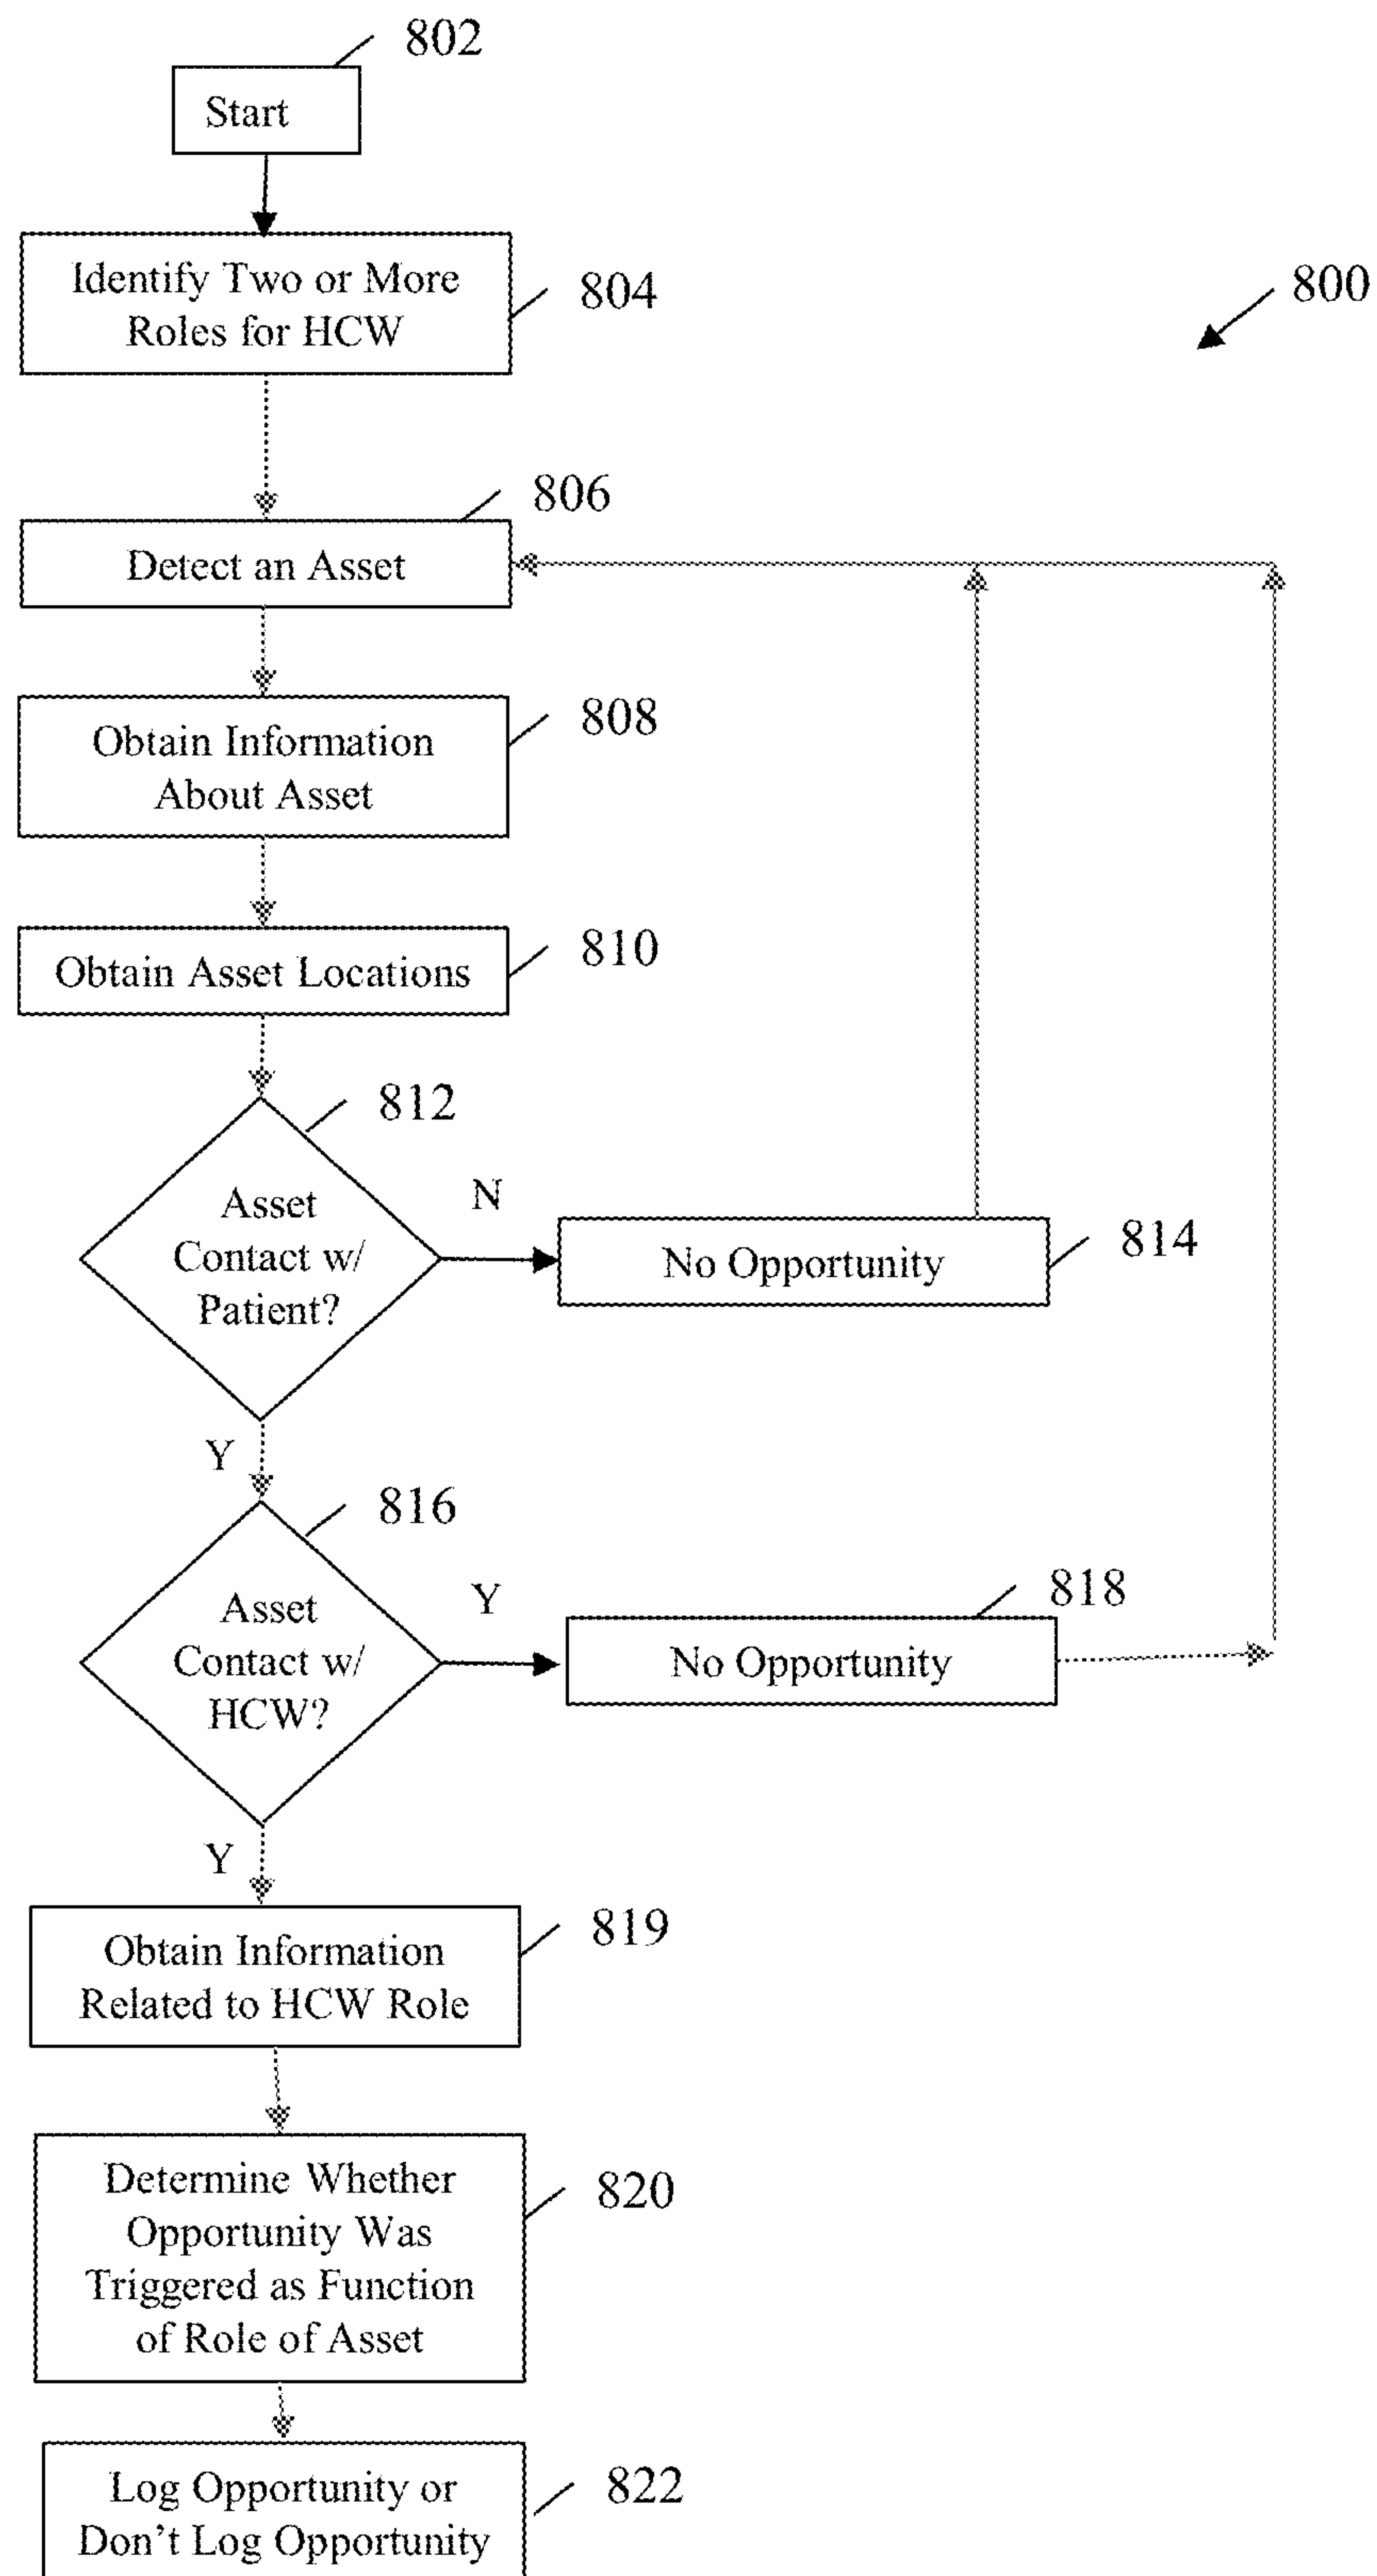 802
Start
Identify Two or More
Roles for HCW
804
800
806
Detect an Asset
Obtain Information
About Asset
808
Obtain Asset Locations
810
812
Asset
Contact w/
Patient?
N
No Opportunity
814
Y
816
Asset
Contact w/
HCW?
Y
No Opportunity
818
Y
Obtain Information
Related to HCW Role
819
Determine Whether
Opportunity Was
Triggered as Function
of Role of Asset
820
Log Opportunity or
Don't Log Opportunity
822